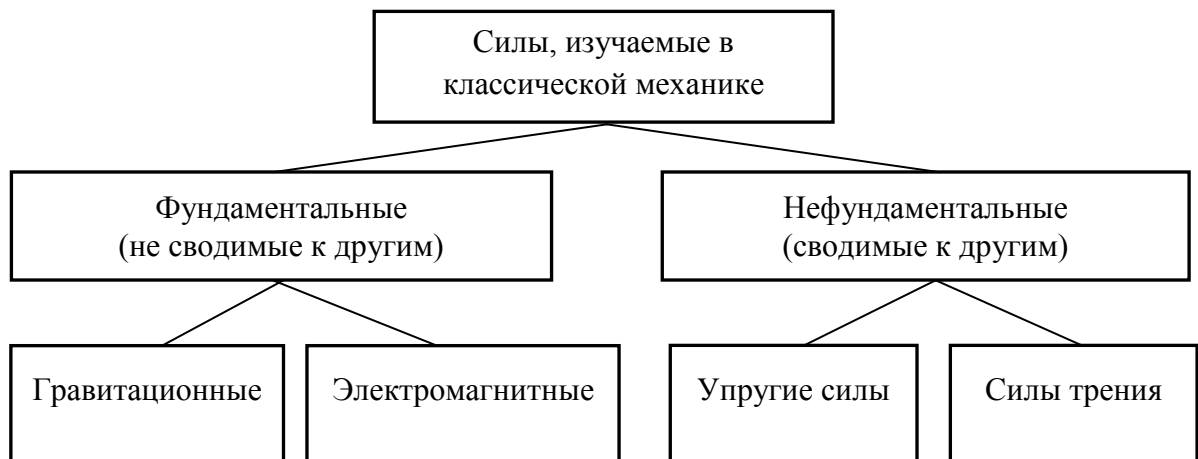 Силы, изучаемые в
классической механике
Фундаментальные
(не сводимые к другим)
Нефундаментальные
(сводимые к другим)
Гравитационные
Электромагнитные
Упругие силы
Силы трения